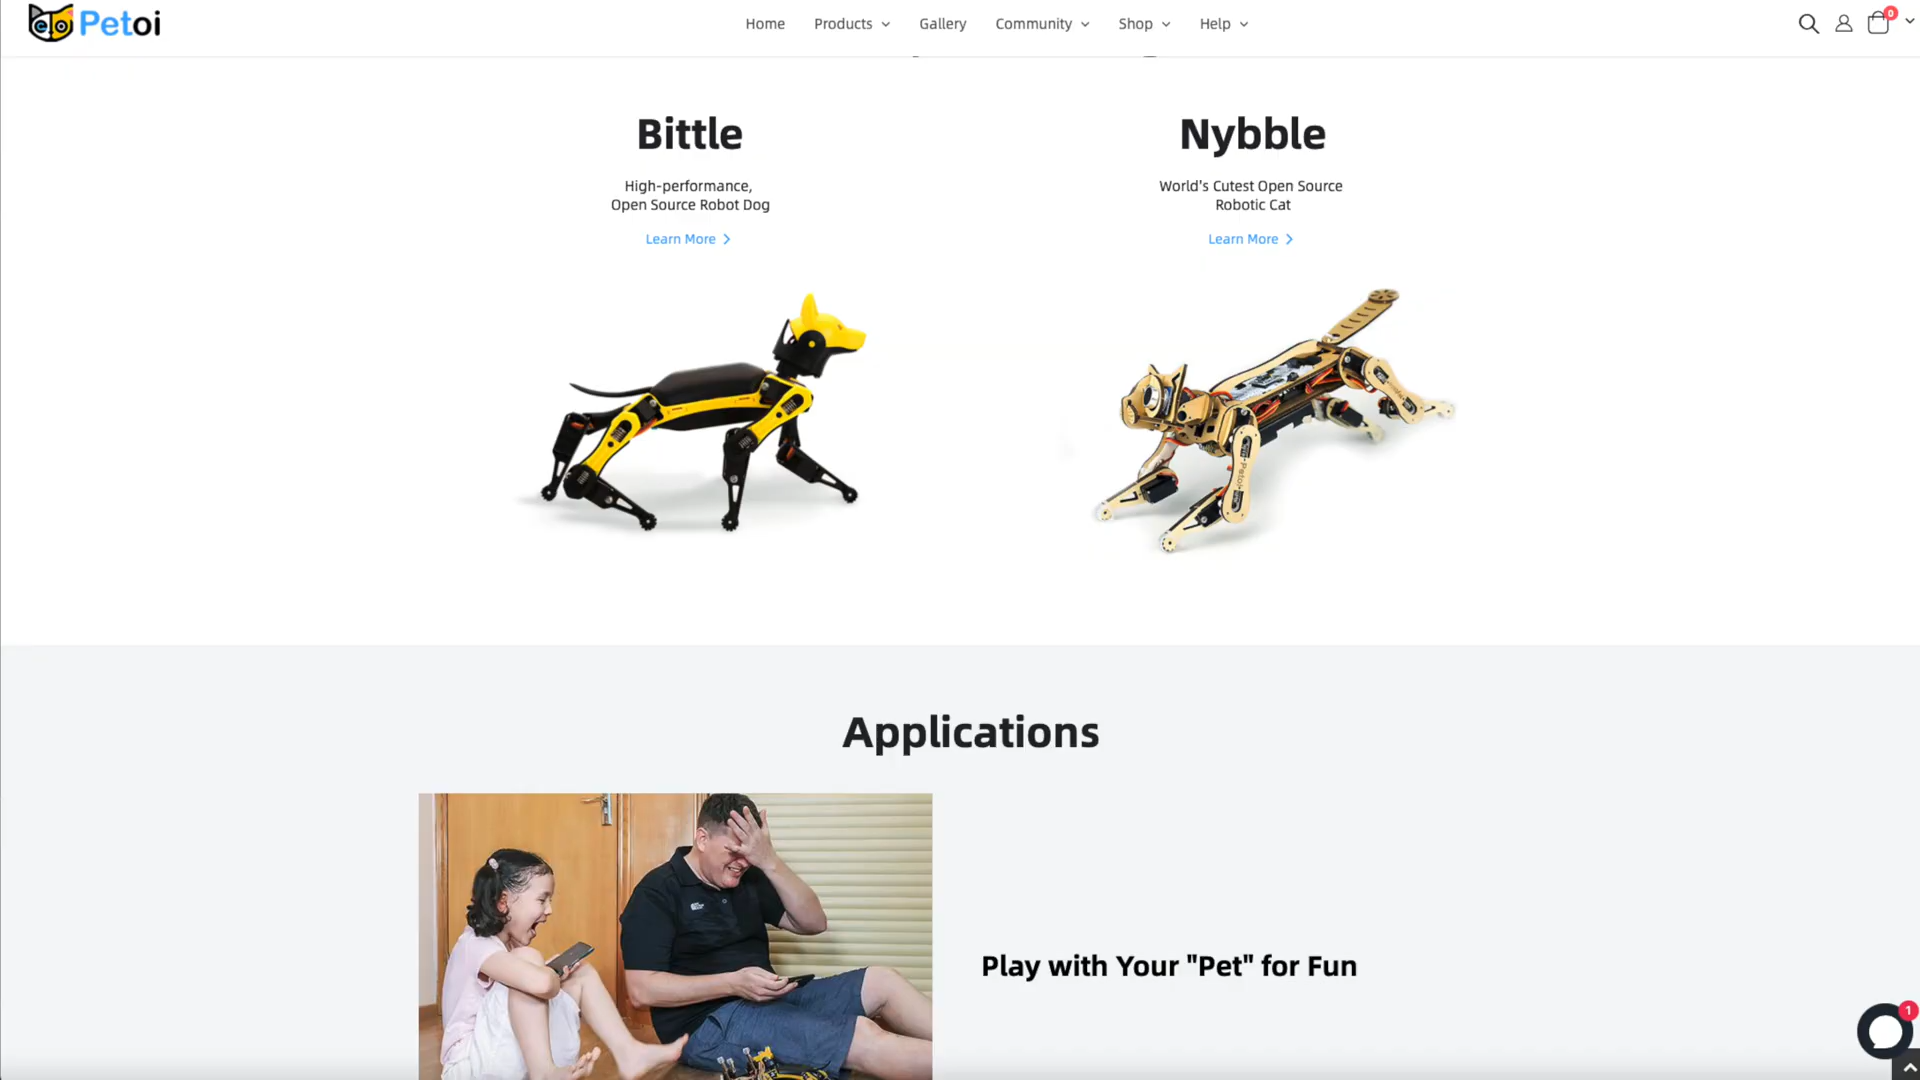 Petoi
Home Products Gallery Community Shop Help
0
Bittle
High-performance,
Open Source Robot Dog
Learn More
Nybble
World's Cutest Open Source
Robotic Cat
Learn More
Petoi
Applications
Play with Your "Pet" for Fun
1